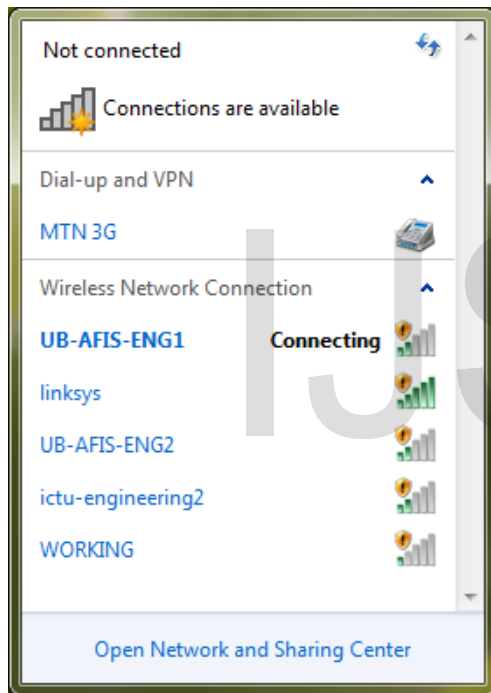 Not connected
Connections are available
Dial-up and VPN
MTN 3G
Wireless Network Connection
UB-AFIS-ENG1 Connecting
linksys
UB-AFIS-ENG2
ictu-engineering2
WORKING
Open Network and Sharing Center
IJS